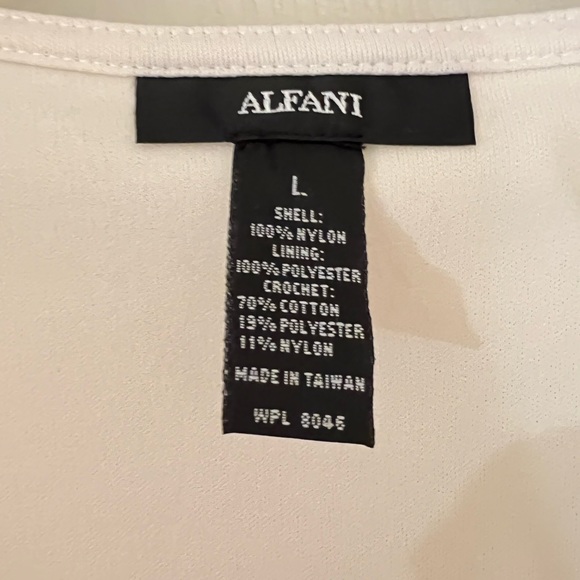 ALFANI
L
SHELL:
100% NYLON
LINING:
100% POLYESTER
CROCHET:
70% COTTON
19% POLYESTER
11% NYLON
MADE IN TAIWAN
WPL 8046